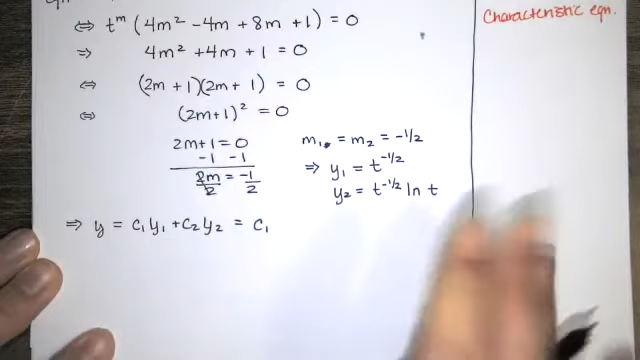 Characteristic eqn.
⇔ t^m (4m² -4m + 8m + 1) = 0
⇒ 4m² +4m + 1 = 0
⇔ (2m + 1)(2m + 1) = 0
⇔ (2m+1)² = 0
2m+1 = 0
-1 -1
2m/2 = -1/2
m₁ = m₂ = -1/2
⇒ y₁ = t^-1/2
y₂ = t^-1/2 ln t
⇒ y = c₁y₁ + c₂y₂ = c₁